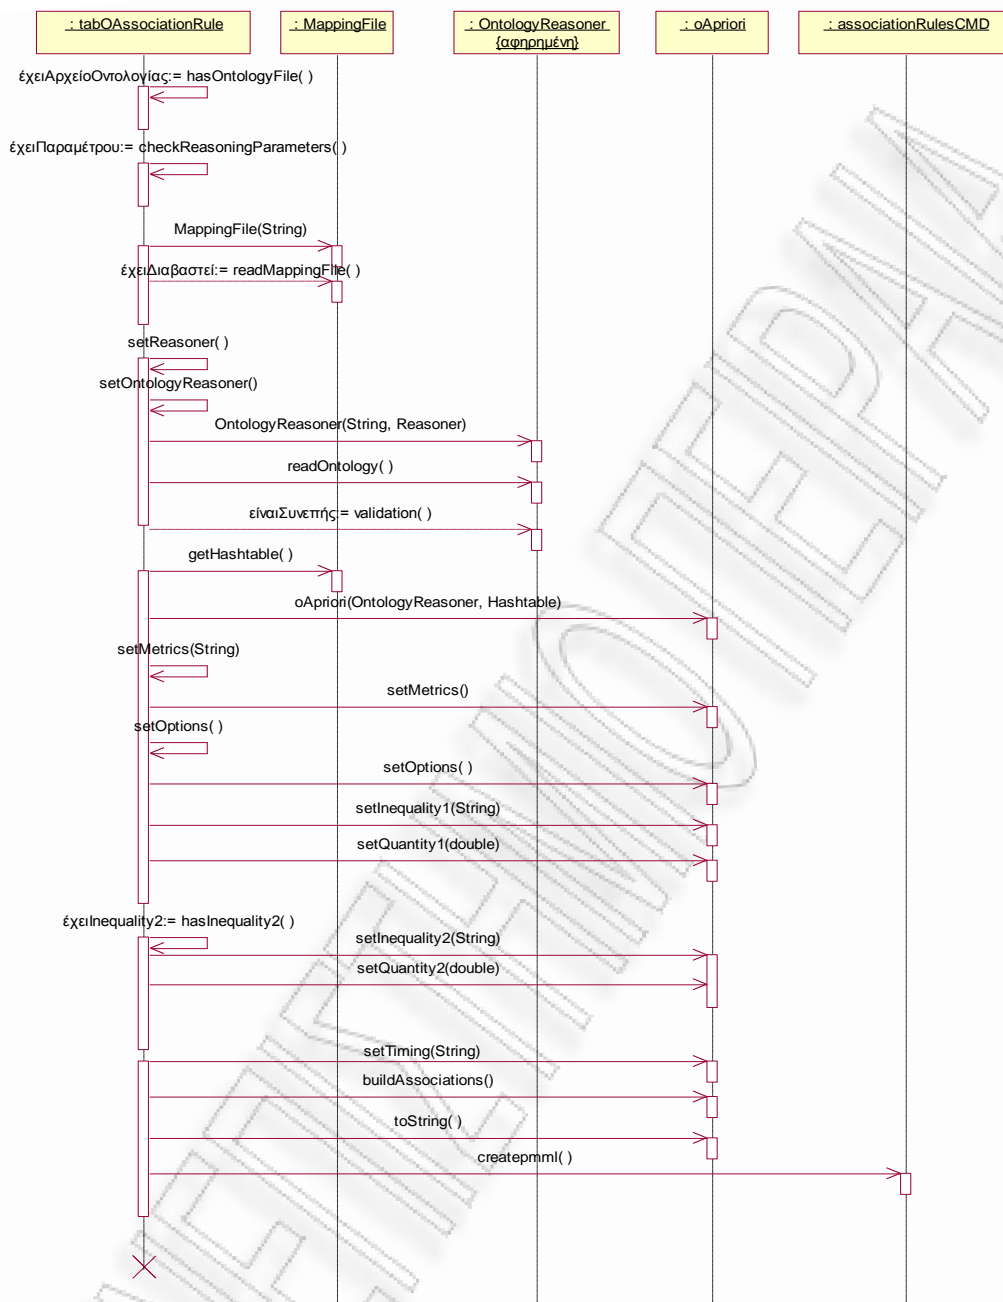 : tabOAssociationRule
: MappingFile
: OntologyReasoner
{αφηρημένη}
: oApriori
: associationRulesCMD
έχειΑρχείοΟντολογίας:= hasOntologyFile( )
έχειΠαραμέτρου:= checkReasoningParameters( )
MappingFile(String)
έχειΔιαβαστεί:= readMappingFile( )
setReasoner( )
setOntologyReasoner()
OntologyReasoner(String, Reasoner)
readOntology( )
είναιΣυνεπής:= validation( )
getHashtable( )
oApriori(OntologyReasoner, Hashtable)
setMetrics(String)
setMetrics()
setOptions( )
setOptions( )
setInequality1(String)
setQuantity1(double)
έχειInequality2:= hasInequality2( )
setInequality2(String)
setQuantity2(double)
setTiming(String)
buildAssociations()
toString( )
createpmml( )